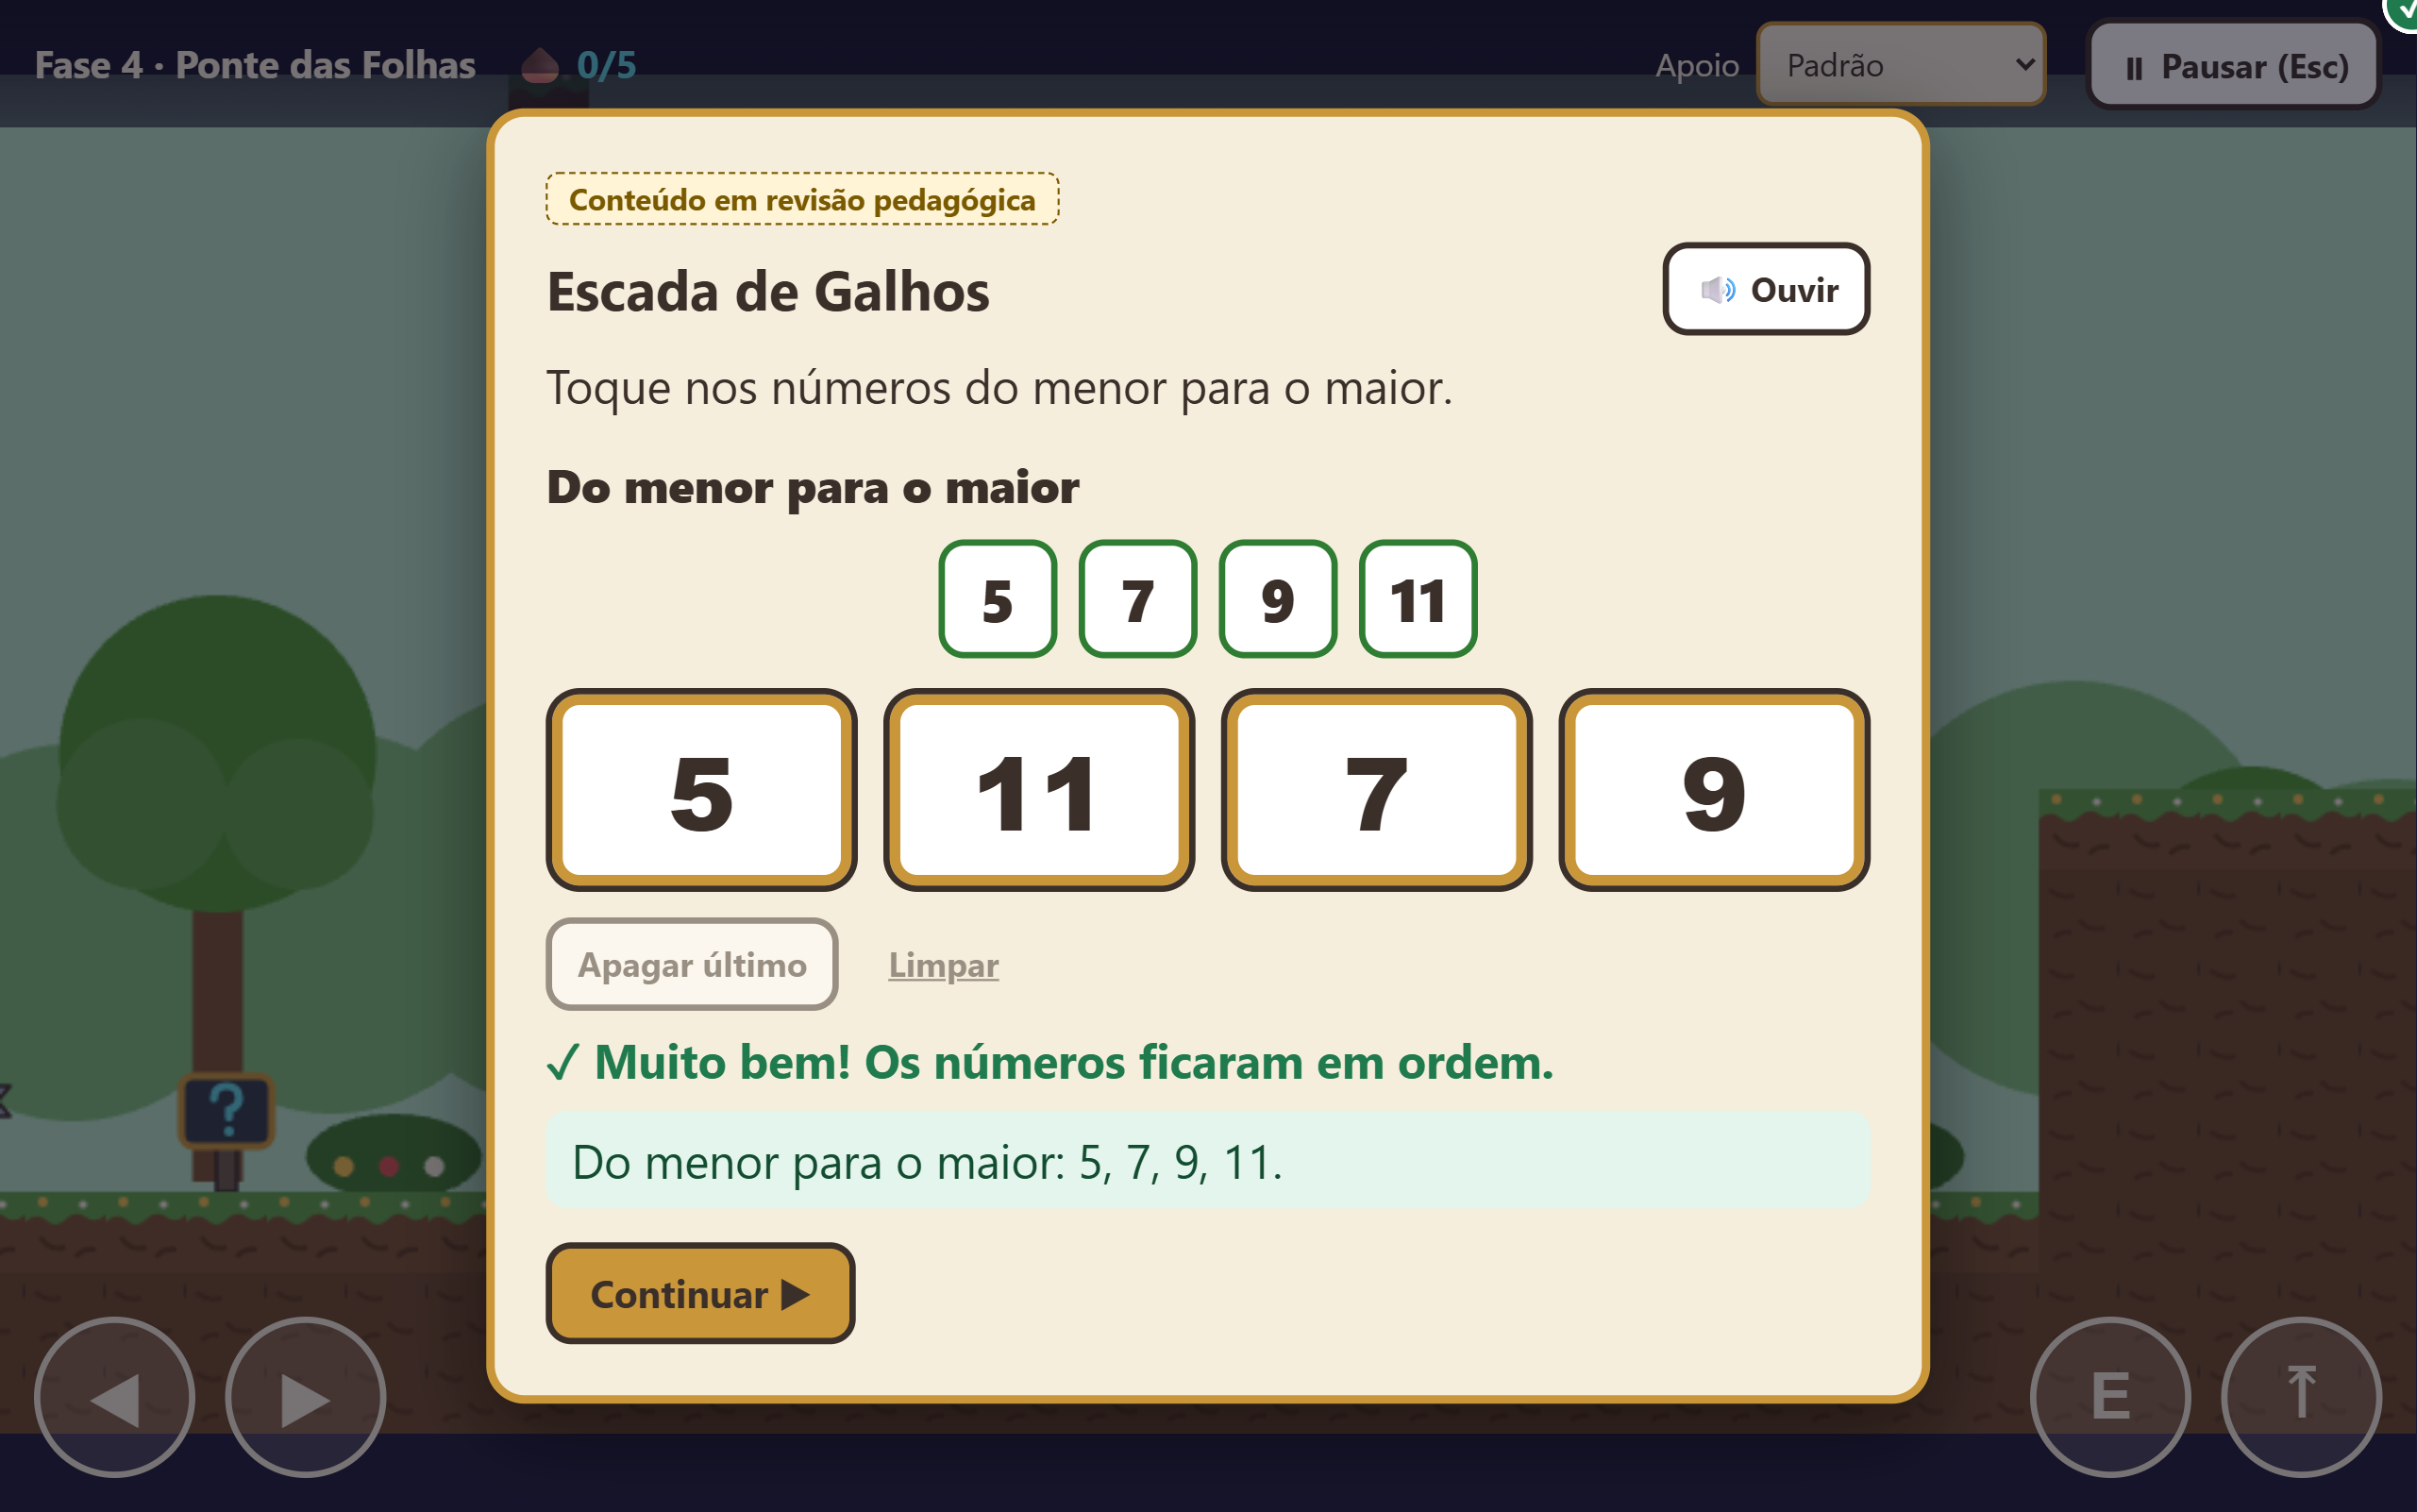 Fase 4 · Ponte das Folhas
0/5
Apoio
Padrão
Pausar (Esc)
Conteúdo em revisão pedagógica
Escada de Galhos
Ouvir
Toque nos números do menor para o maior.
Do menor para o maior
5 7 9 11
5 11 7 9
Apagar último
Limpar
✓ Muito bem! Os números ficaram em ordem.
Do menor para o maior: 5, 7, 9, 11.
Continuar ▶
?
E